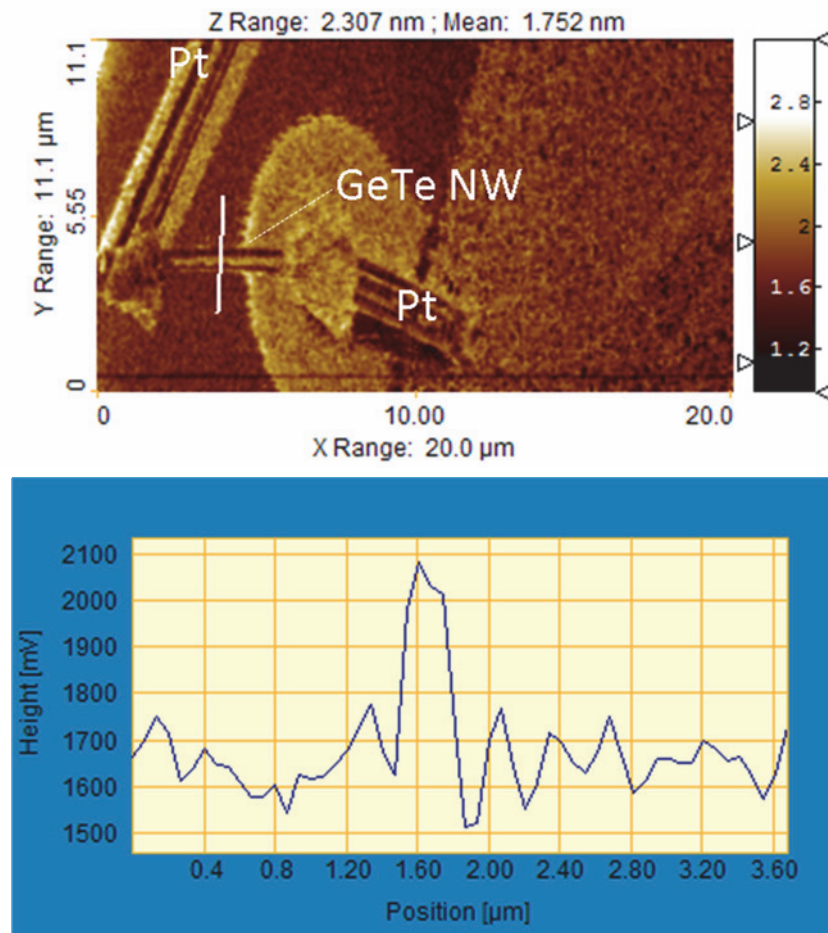 Z Range: 2.307 nm ; Mean: 1.752 nm
Y Range: 11.1 µm
11.1
5.55
0
Pt
GeTe NW
Pt
2.8
2.4
2
1.6
1.2
0 10.00 20.0
X Range: 20.0 µm
Height [mV]
2100
2000
1900
1800
1700
1600
1500
0.4 0.8 1.20 1.60 2.00 2.40 2.80 3.20 3.60
Position [µm]